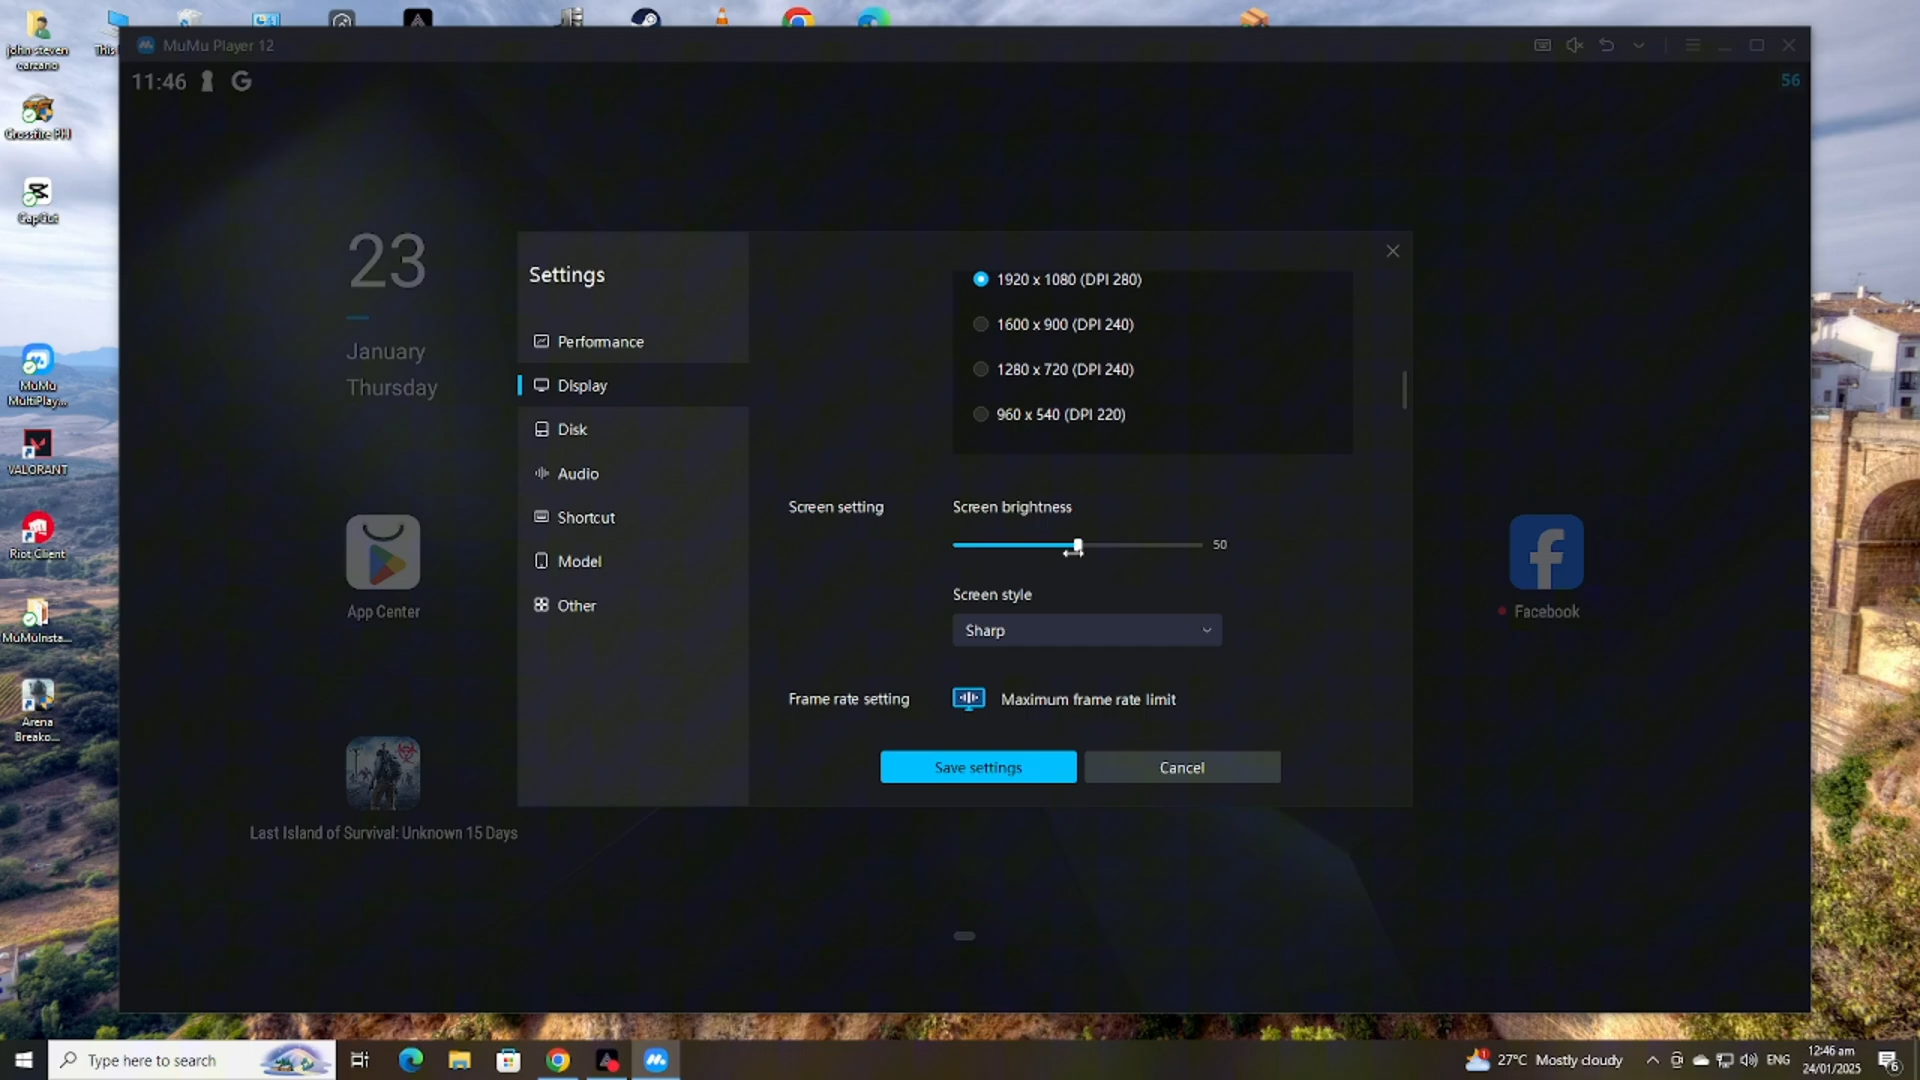 john steven
carzano
This
MuMu Player 12
11:46
G
56
Crossfire PH
CapCut
MuMu
MultiPlay...
VALORANT
Riot Client
MuMuInsta...
Arena
Breako...
23
January
Thursday
App Center
Last Island of Survival: Unknown 15 Days
Facebook
Settings
Performance
Display
Disk
Audio
Shortcut
Model
Other
1920 x 1080 (DPI 280)
1600 x 900 (DPI 240)
1280 x 720 (DPI 240)
960 x 540 (DPI 220)
Screen setting
Screen brightness
50
Screen style
Sharp
Frame rate setting
Maximum frame rate limit
Save settings
Cancel
Type here to search
27°C Mostly cloudy
ENG
12:46 am
24/01/2025
6